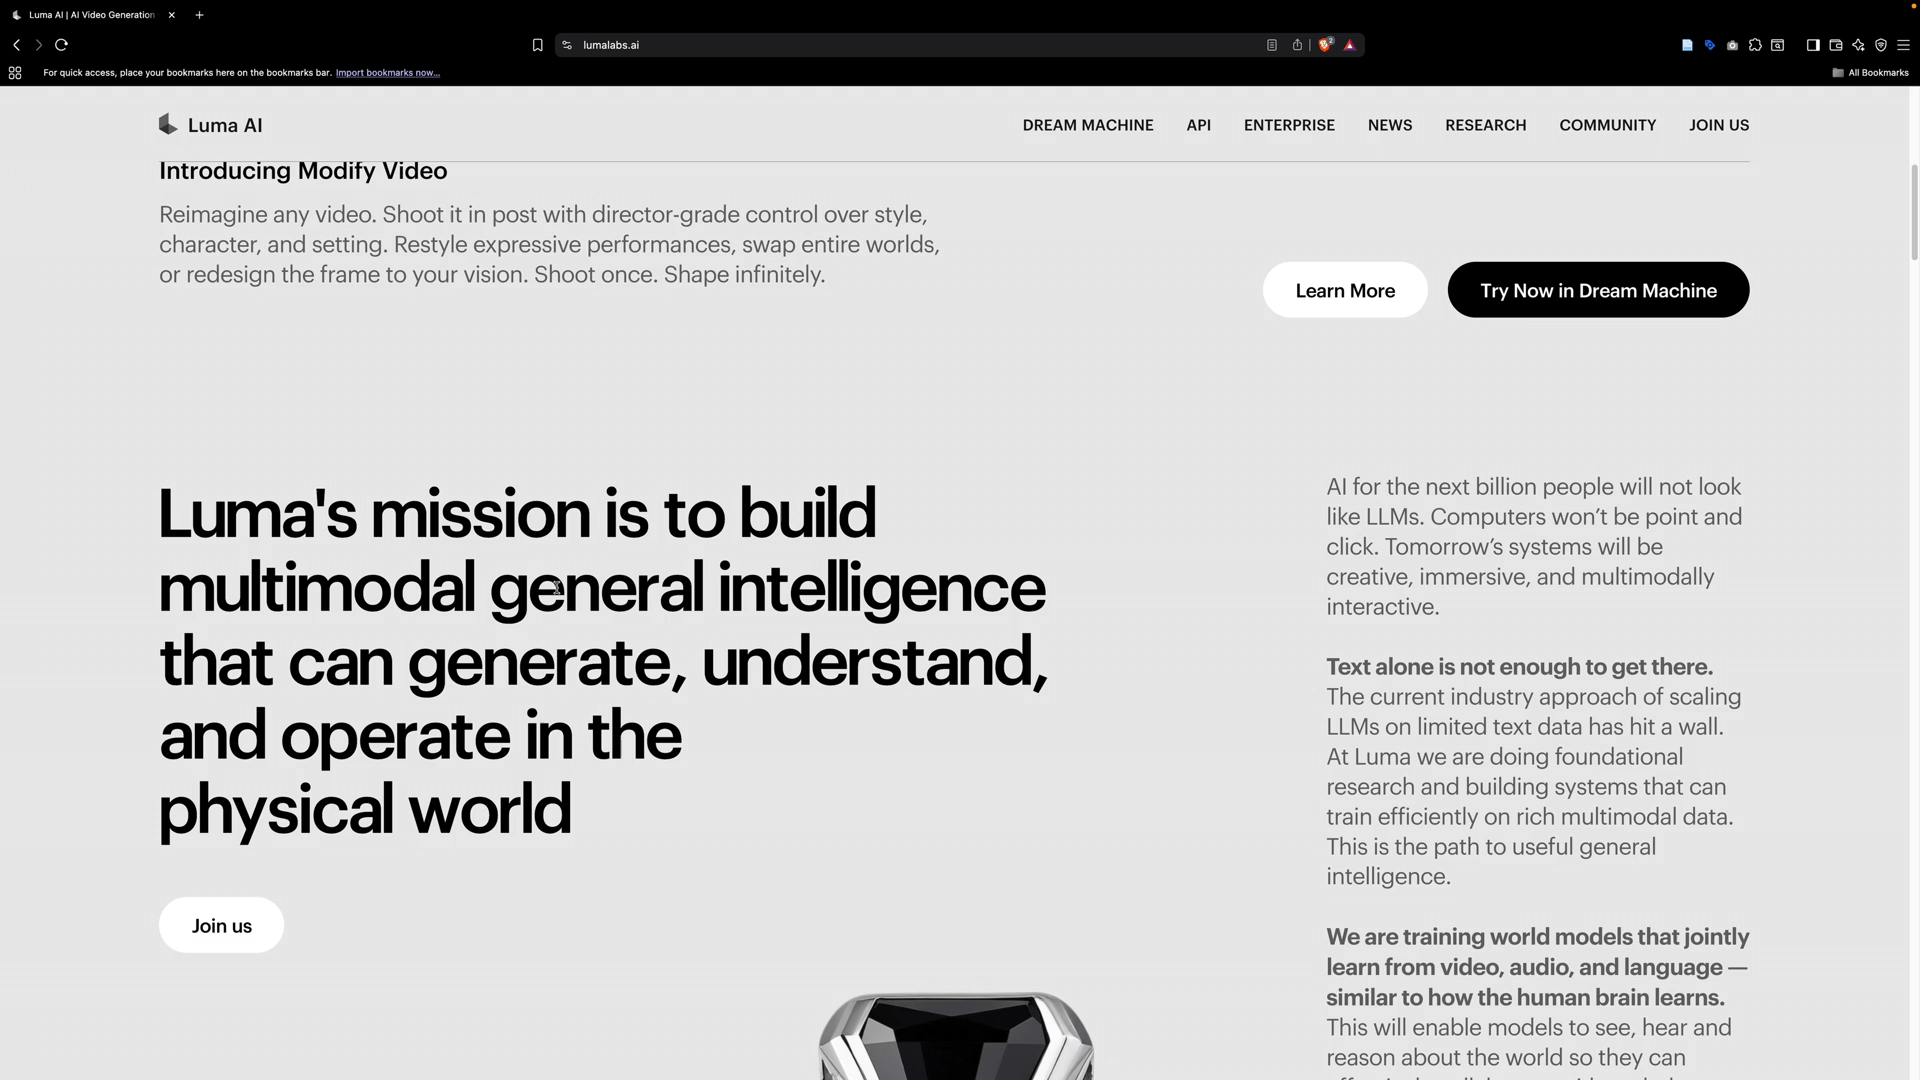 Luma AI | AI Video Generation
lumalabs.ai
2
For quick access, place your bookmarks here on the bookmarks bar. Import bookmarks now...
All Bookmarks
Luma AI
DREAM MACHINE
API
ENTERPRISE
NEWS
RESEARCH
COMMUNITY
JOIN US
Introducing Modify Video
Reimagine any video. Shoot it in post with director-grade control over style,
character, and setting. Restyle expressive performances, swap entire worlds,
or redesign the frame to your vision. Shoot once. Shape infinitely.
Learn More
Try Now in Dream Machine
Luma's mission is to build
multimodal general intelligence
that can generate, understand,
and operate in the
physical world
Join us
AI for the next billion people will not look
like LLMs. Computers won’t be point and
click. Tomorrow’s systems will be
creative, immersive, and multimodally
interactive.
Text alone is not enough to get there.
The current industry approach of scaling
LLMs on limited text data has hit a wall.
At Luma we are doing foundational
research and building systems that can
train efficiently on rich multimodal data.
This is the path to useful general
intelligence.
We are training world models that jointly
learn from video, audio, and language —
similar to how the human brain learns.
This will enable models to see, hear and
reason about the world so they can